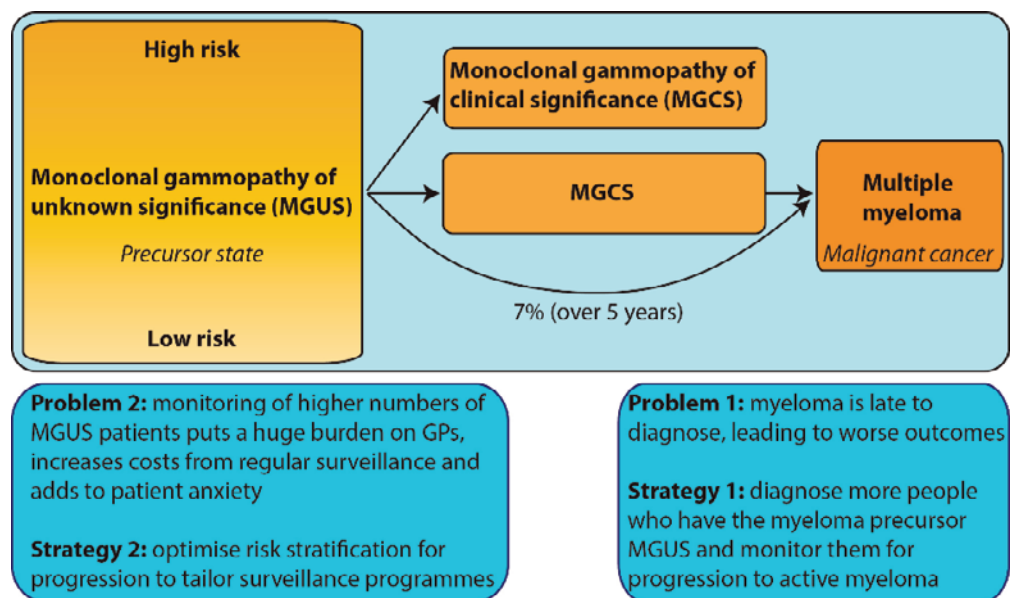 High risk
Monoclonal gammopathy of
unknown significance (MGUS)
Precursor state
Low risk
Monoclonal gammopathy of
clinical significance (MGCS)
MGCS
Multiple
myeloma
Malignant cancer
7% (over 5 years)
Problem 2: monitoring of higher numbers of
MGUS patients puts a huge burden on GPs,
increases costs from regular surveillance and
adds to patient anxiety
Strategy 2: optimise risk stratification for
progression to tailor surveillance programmes
Problem 1: myeloma is late to
diagnose, leading to worse outcomes
Strategy 1: diagnose more people
who have the myeloma precursor
MGUS and monitor them for
progression to active myeloma